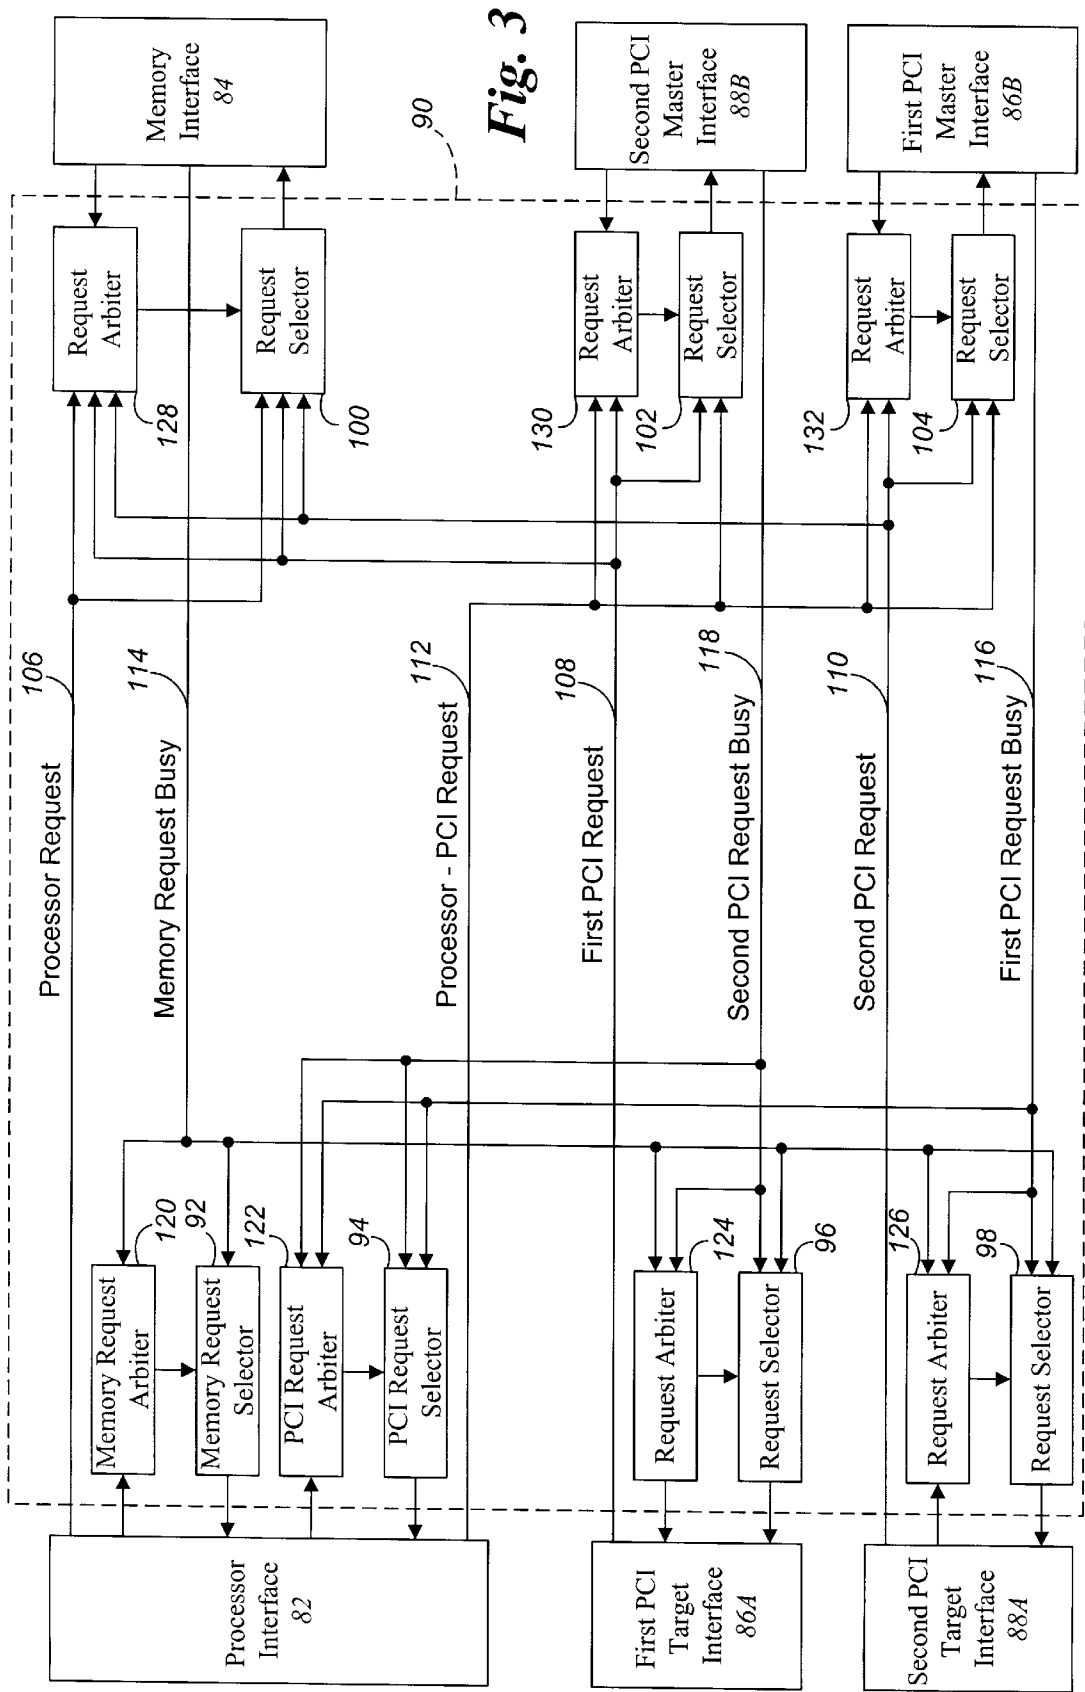 Processor
Interface
82
First PCI
Target
Interface
86A
Second PCI
Target
Interface
88A
Memory Request
Arbiter
120
Memory Request
Selector
92
PCI Request
Arbiter
122
PCI Request
Selector
94
Request Arbiter
124
Request Selector
96
Request Arbiter
126
Request Selector
98
Processor Request
106
Memory Request Busy
114
Processor - PCI Request
112
First PCI Request
108
Second PCI Request Busy
118
Second PCI Request
110
First PCI Request Busy
116
Request
Arbiter
128
Request
Selector
100
Request
Arbiter
130
Request
Selector
102
Request
Arbiter
132
Request
Selector
104
90
Memory
Interface
84
Second PCI
Master
Interface
88B
First PCI
Master
Interface
86B
Fig. 3